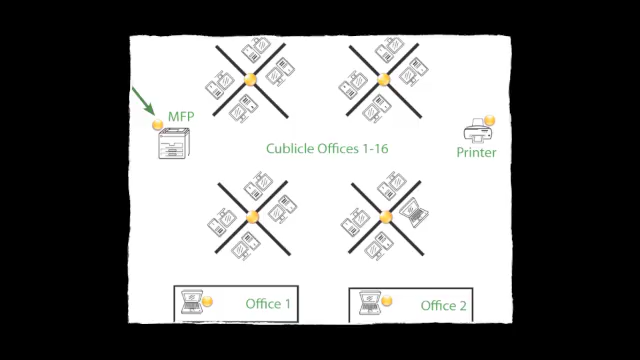 MFP
Cublicle Offices 1-16
Printer
Office 1
Office 2